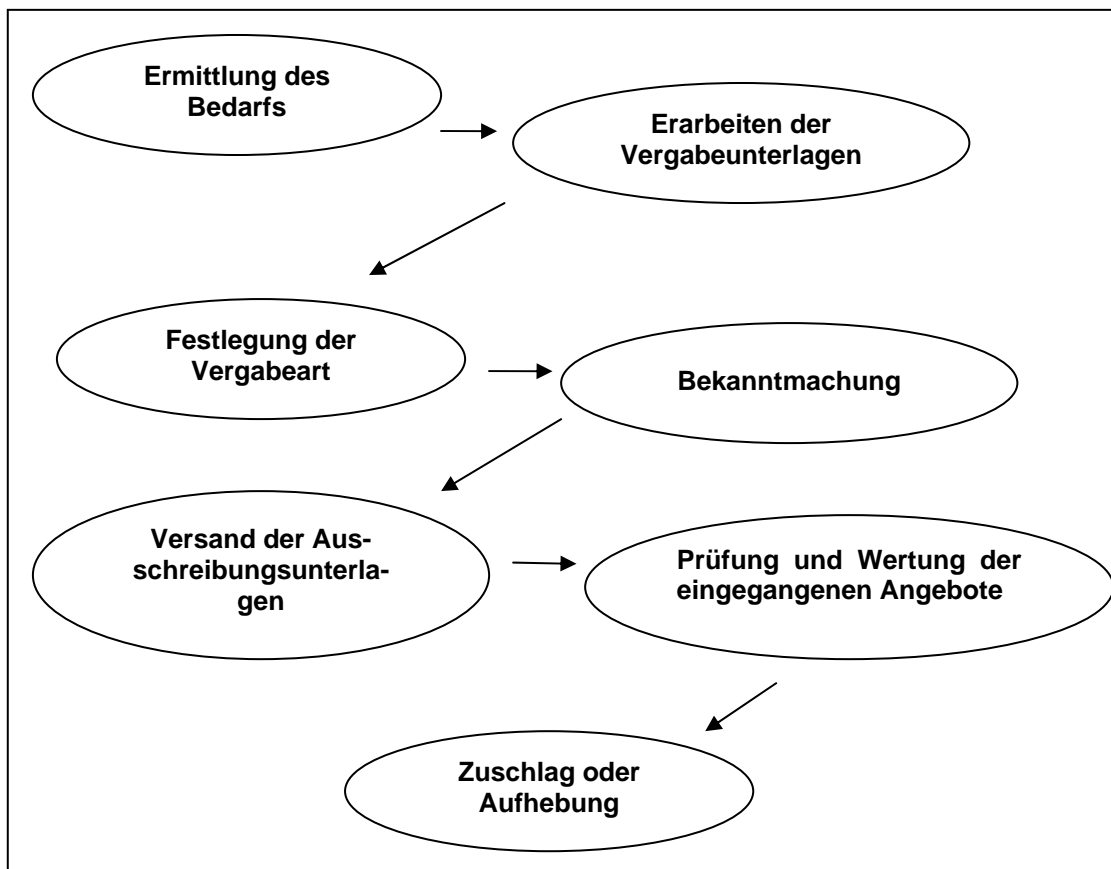 Ermittlung des
Bedarfs
Erarbeiten der
Vergabeunterlagen
Festlegung der
Vergabeart
Bekanntmachung
Versand der Aus-
schreibungsunterla-
gen
Prüfung und Wertung der
eingegangenen Angebote
Zuschlag oder
Aufhebung